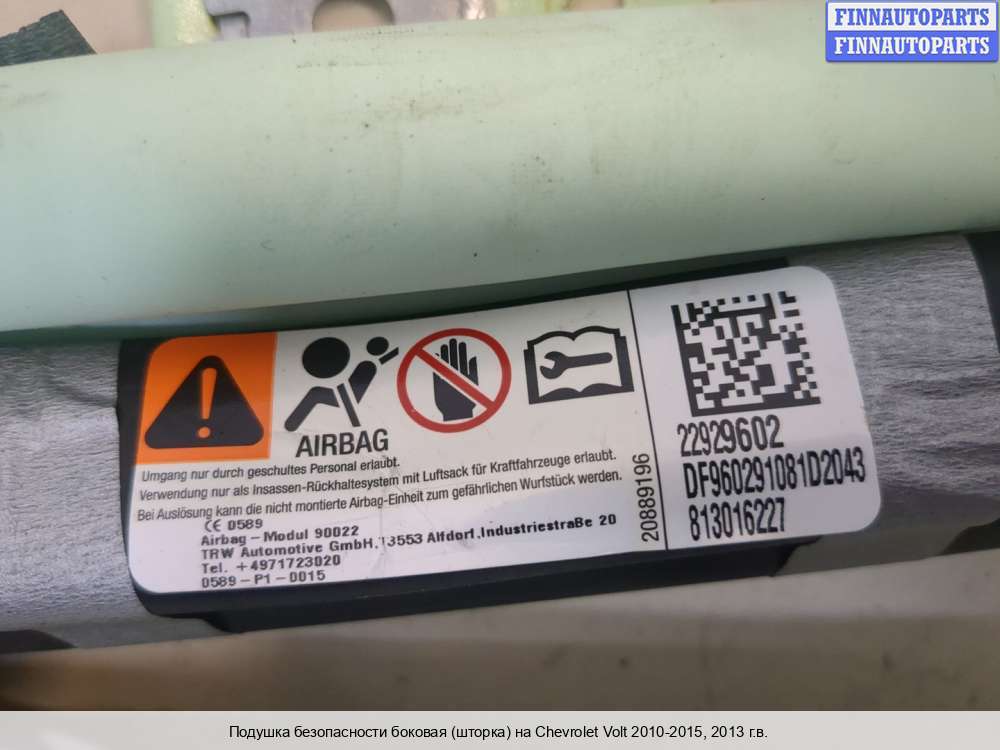 FINNAUTOPARTS
FINNAUTOPARTS
AIRBAG
Umgang nur durch geschultes Personal erlaubt.
Verwendung nur als Insassen-Rückhaltesystem mit Luftsack für Kraftfahrzeuge erlaubt.
Bei Auslösung kann die nicht montierte Airbag-Einheit zum gefährlichen Wurfstück werden.
CE 0589
Airbag-Modul 90022
TRW Automotive GmbH,73553 Alfdorf,Industriestraße 20
Tel. +4971723020
0589-P1-0015
20889196
22929602
DF960291081D2043
813016227
Подушка безопасности боковая (шторка) на Chevrolet Volt 2010-2015, 2013 г.в.